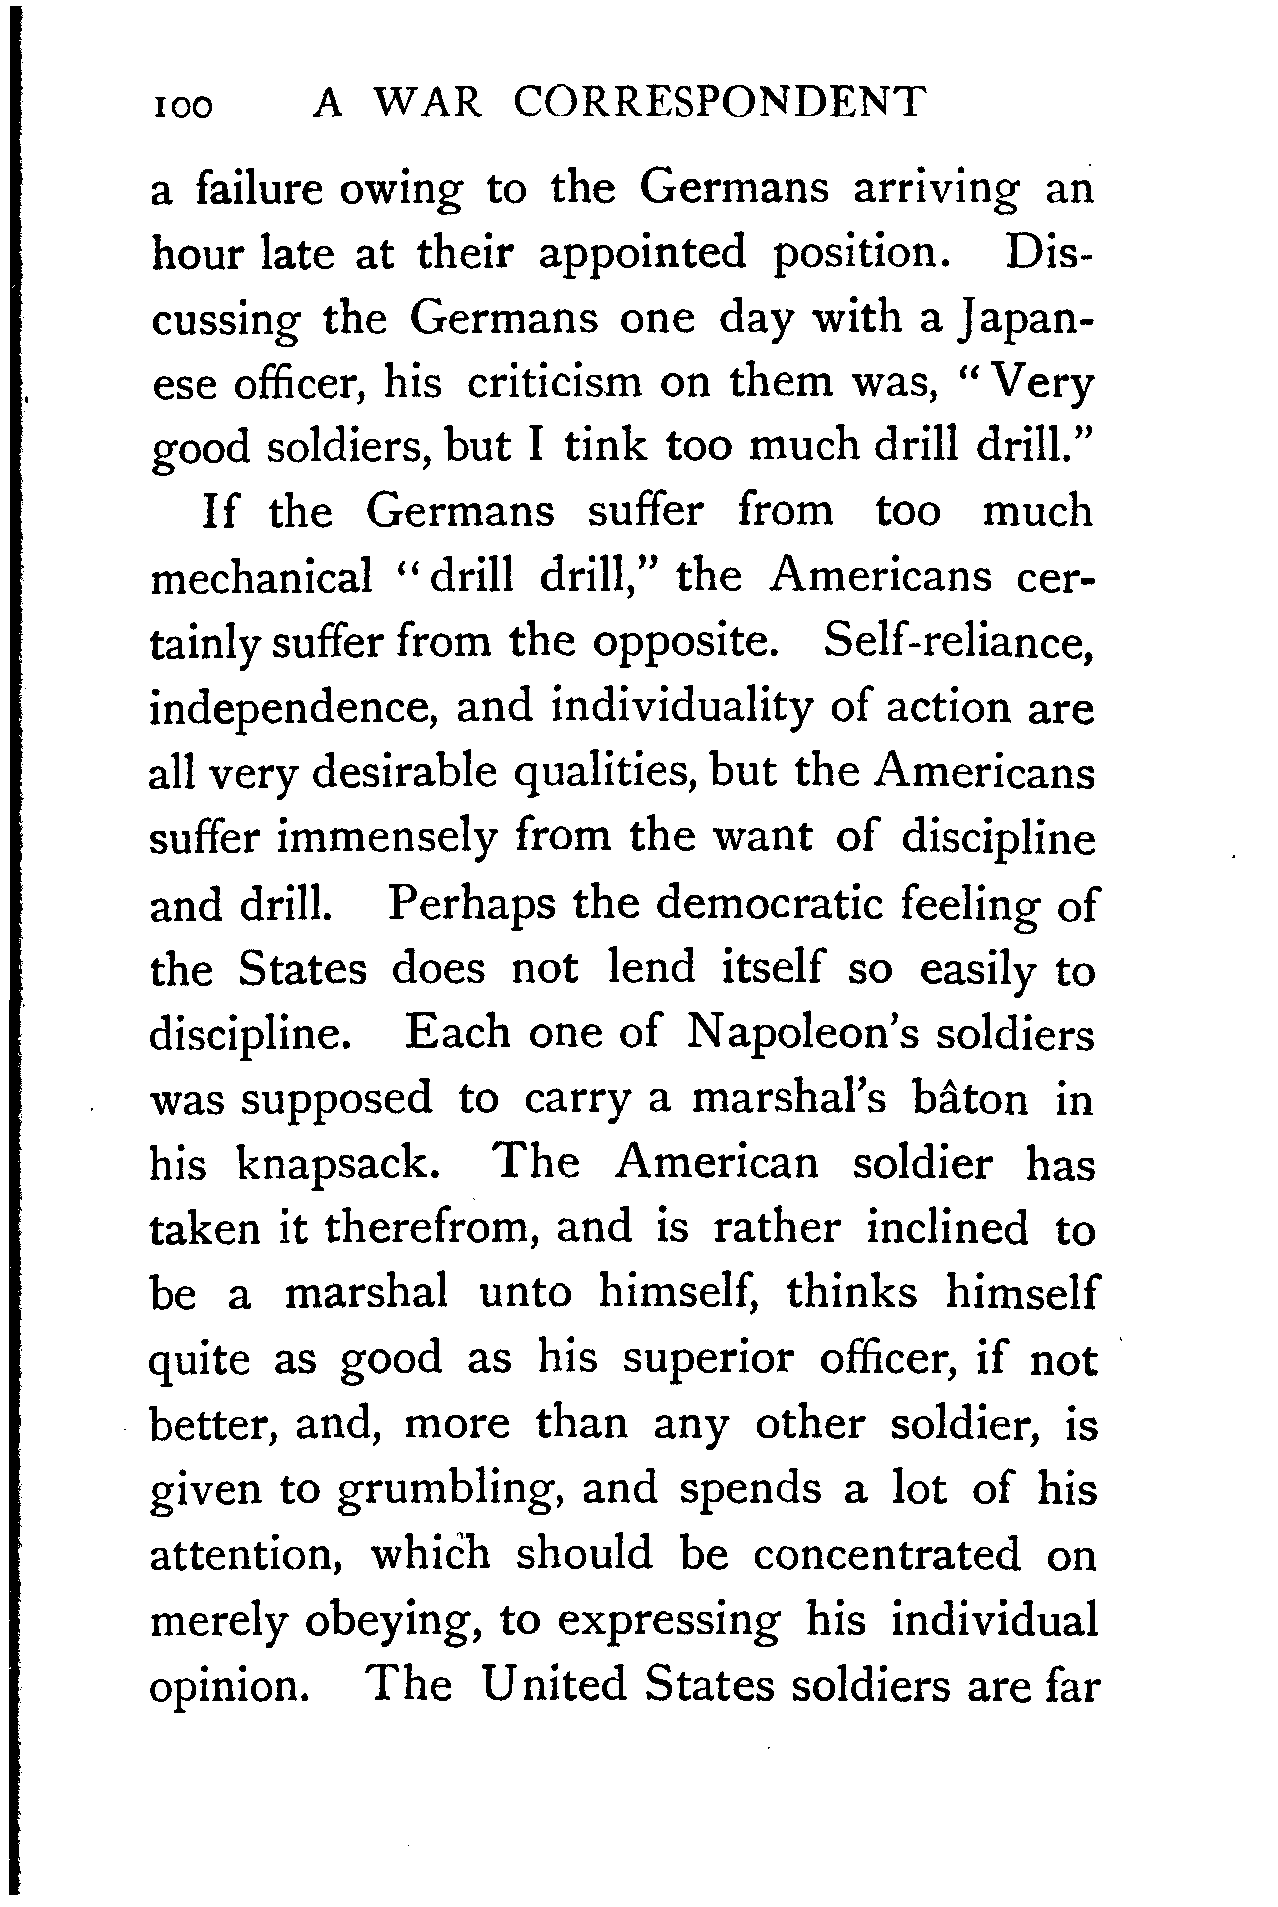 100 A WAR CORRESPONDENT
a failure owing to the Germans arriving an
hour late at their appointed position. Dis-
cussing the Germans one day with a Japan-
ese officer, his criticism on them was, “Very
good soldiers, but I tink too much drill drill.”
If the Germans suffer from too much
mechanical “drill drill,” the Americans cer-
tainly suffer from the opposite. Self-reliance,
independence, and individuality of action are
all very desirable qualities, but the Americans
suffer immensely from the want of discipline
and drill. Perhaps the democratic feeling of
the States does not lend itself so easily to
discipline. Each one of Napoleon’s soldiers
was supposed to carry a marshal’s bâton in
his knapsack. The American soldier has
taken it therefrom, and is rather inclined to
be a marshal unto himself, thinks himself
quite as good as his superior officer, if not
better, and, more than any other soldier, is
given to grumbling, and spends a lot of his
attention, which should be concentrated on
merely obeying, to expressing his individual
opinion. The United States soldiers are far